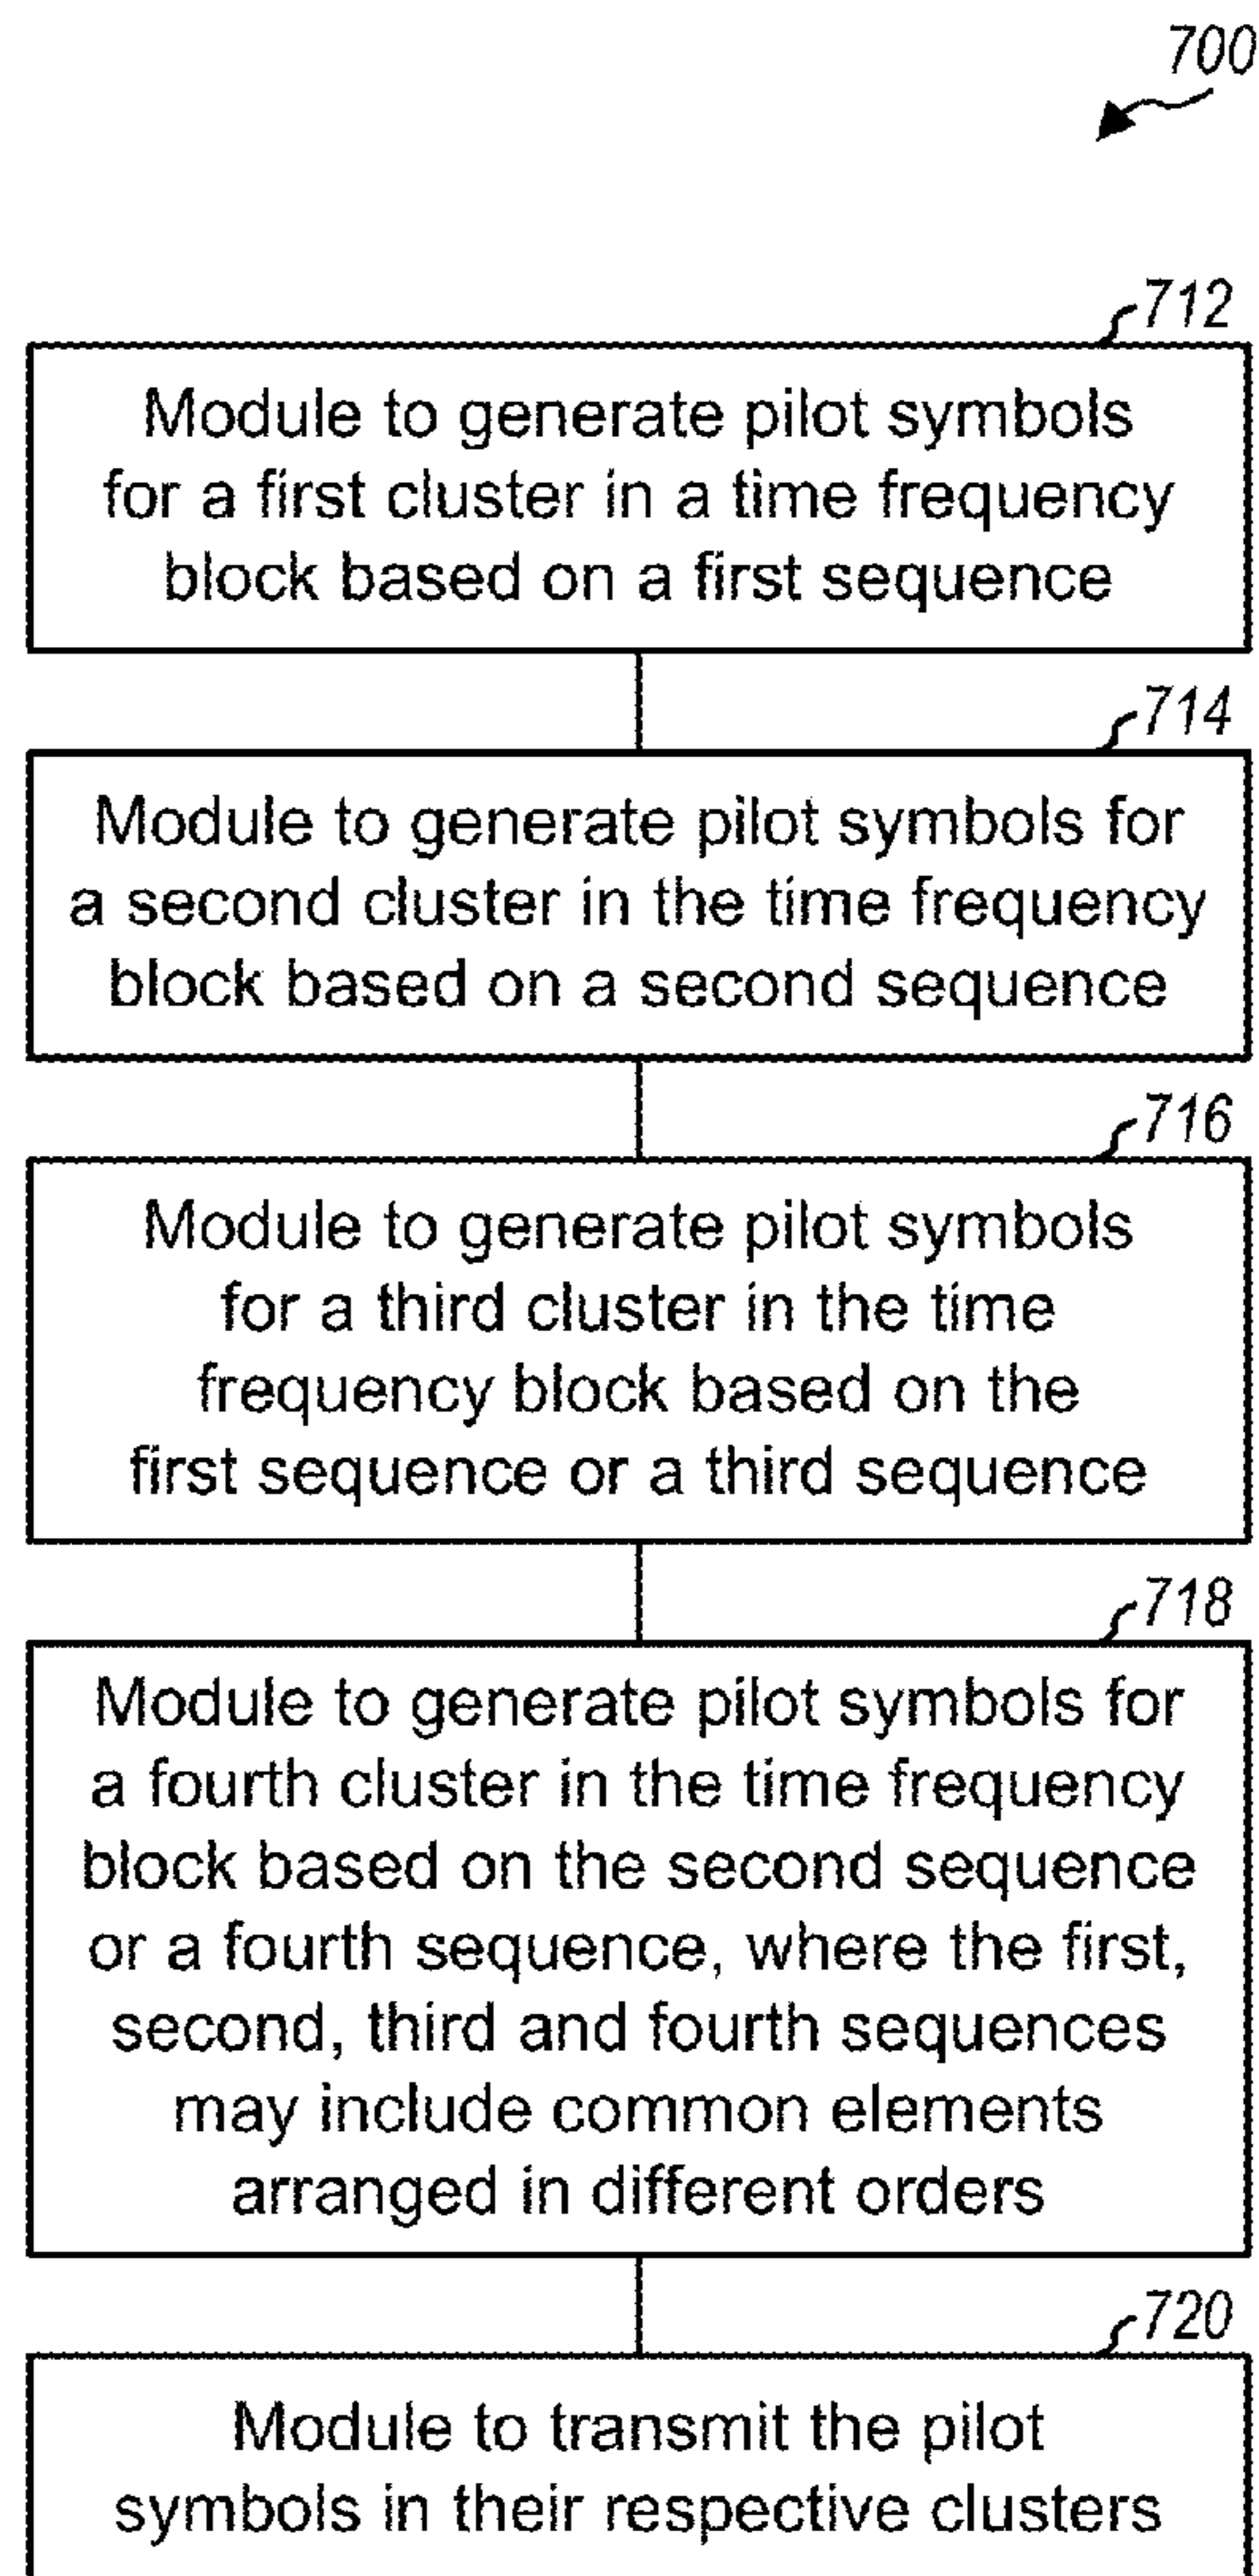 700
712
Module to generate pilot symbols
for a first cluster in a time frequency
block based on a first sequence
714
Module to generate pilot symbols for
a second cluster in the time frequency
block based on a second sequence
716
Module to generate pilot symbols
for a third cluster in the time
frequency block based on the
first sequence or a third sequence
718
Module to generate pilot symbols for
a fourth cluster in the time frequency
block based on the second sequence
or a fourth sequence, where the first,
second, third and fourth sequences
may include common elements
arranged in different orders
720
Module to transmit the pilot
symbols in their respective clusters